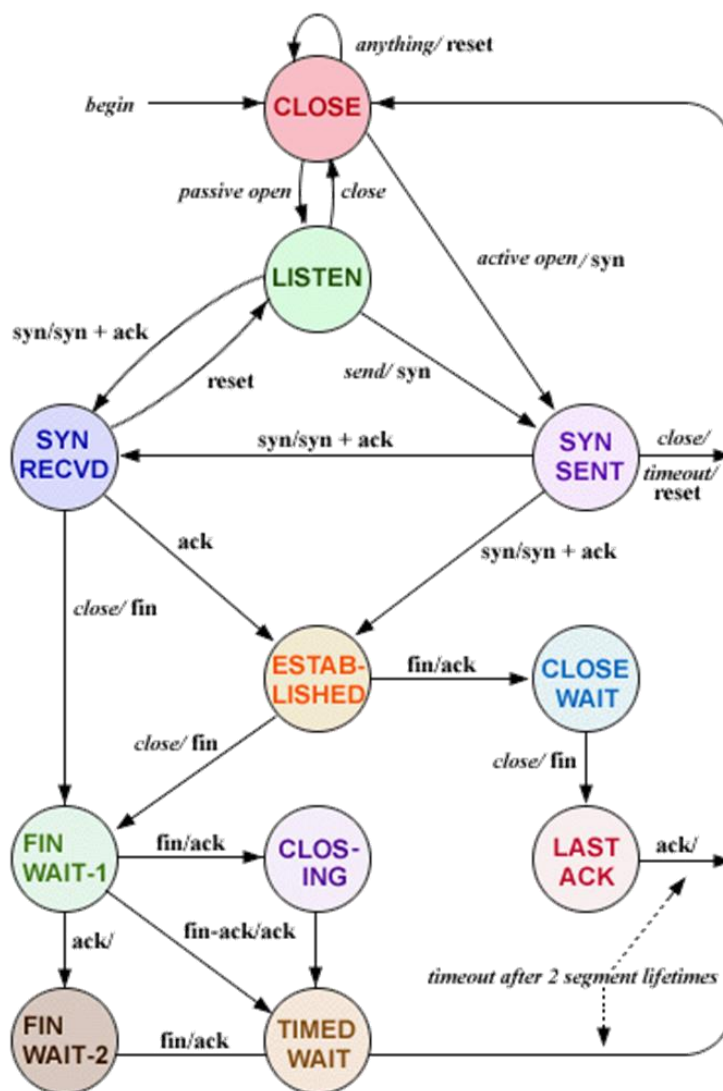 anything/ reset
begin
CLOSE
passive open
close
LISTEN
active open/ syn
syn/syn + ack
send/ syn
reset
SYN
RECVD
syn/syn + ack
SYN
SENT
close/
timeout/
reset
ack
syn/syn + ack
close/ fin
ESTAB-
LISHED
fin/ack
CLOSE
WAIT
close/ fin
close/ fin
FIN
WAIT-1
fin/ack
CLOS-
ING
LAST
ACK
ack/
fin-ack/ack
ack/
timeout after 2 segment lifetimes
FIN
WAIT-2
fin/ack
TIMED
WAIT